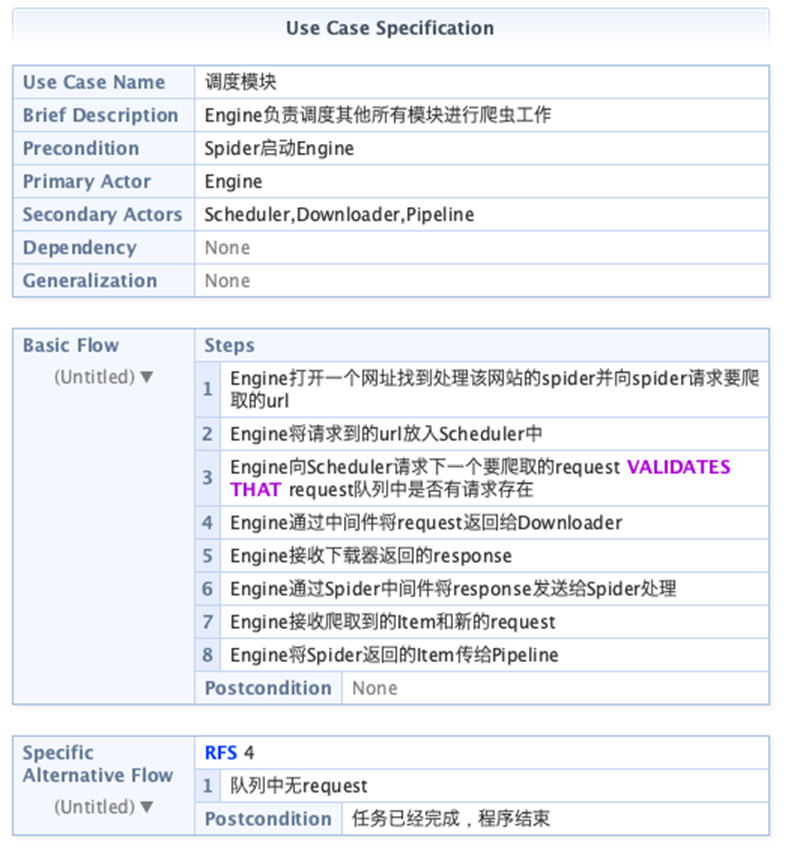 Use Case Specification
Use Case Name 调度模块
Brief Description Engine负责调度其他所有模块进行爬虫工作
Precondition Spider启动Engine
Primary Actor Engine
Secondary Actors Scheduler,Downloader,Pipeline
Dependency None
Generalization None
Basic Flow Steps
(Untitled) ▼
1 Engine打开一个网址找到处理该网站的spider并向spider请求要爬
取的url
2 Engine将请求到的url放入Scheduler中
3 Engine向Scheduler请求下一个要爬取的request VALIDATES
THAT request队列中是否有请求存在
4 Engine通过中间件将request返回给Downloader
5 Engine接收下载器返回的response
6 Engine通过Spider中间件将response发送给Spider处理
7 Engine接收爬取到的Item和新的request
8 Engine将Spider返回的Item传给Pipeline
Postcondition None
Specific
Alternative Flow
(Untitled) ▼
RFS 4
1 队列中无request
Postcondition 任务已经完成，程序结束